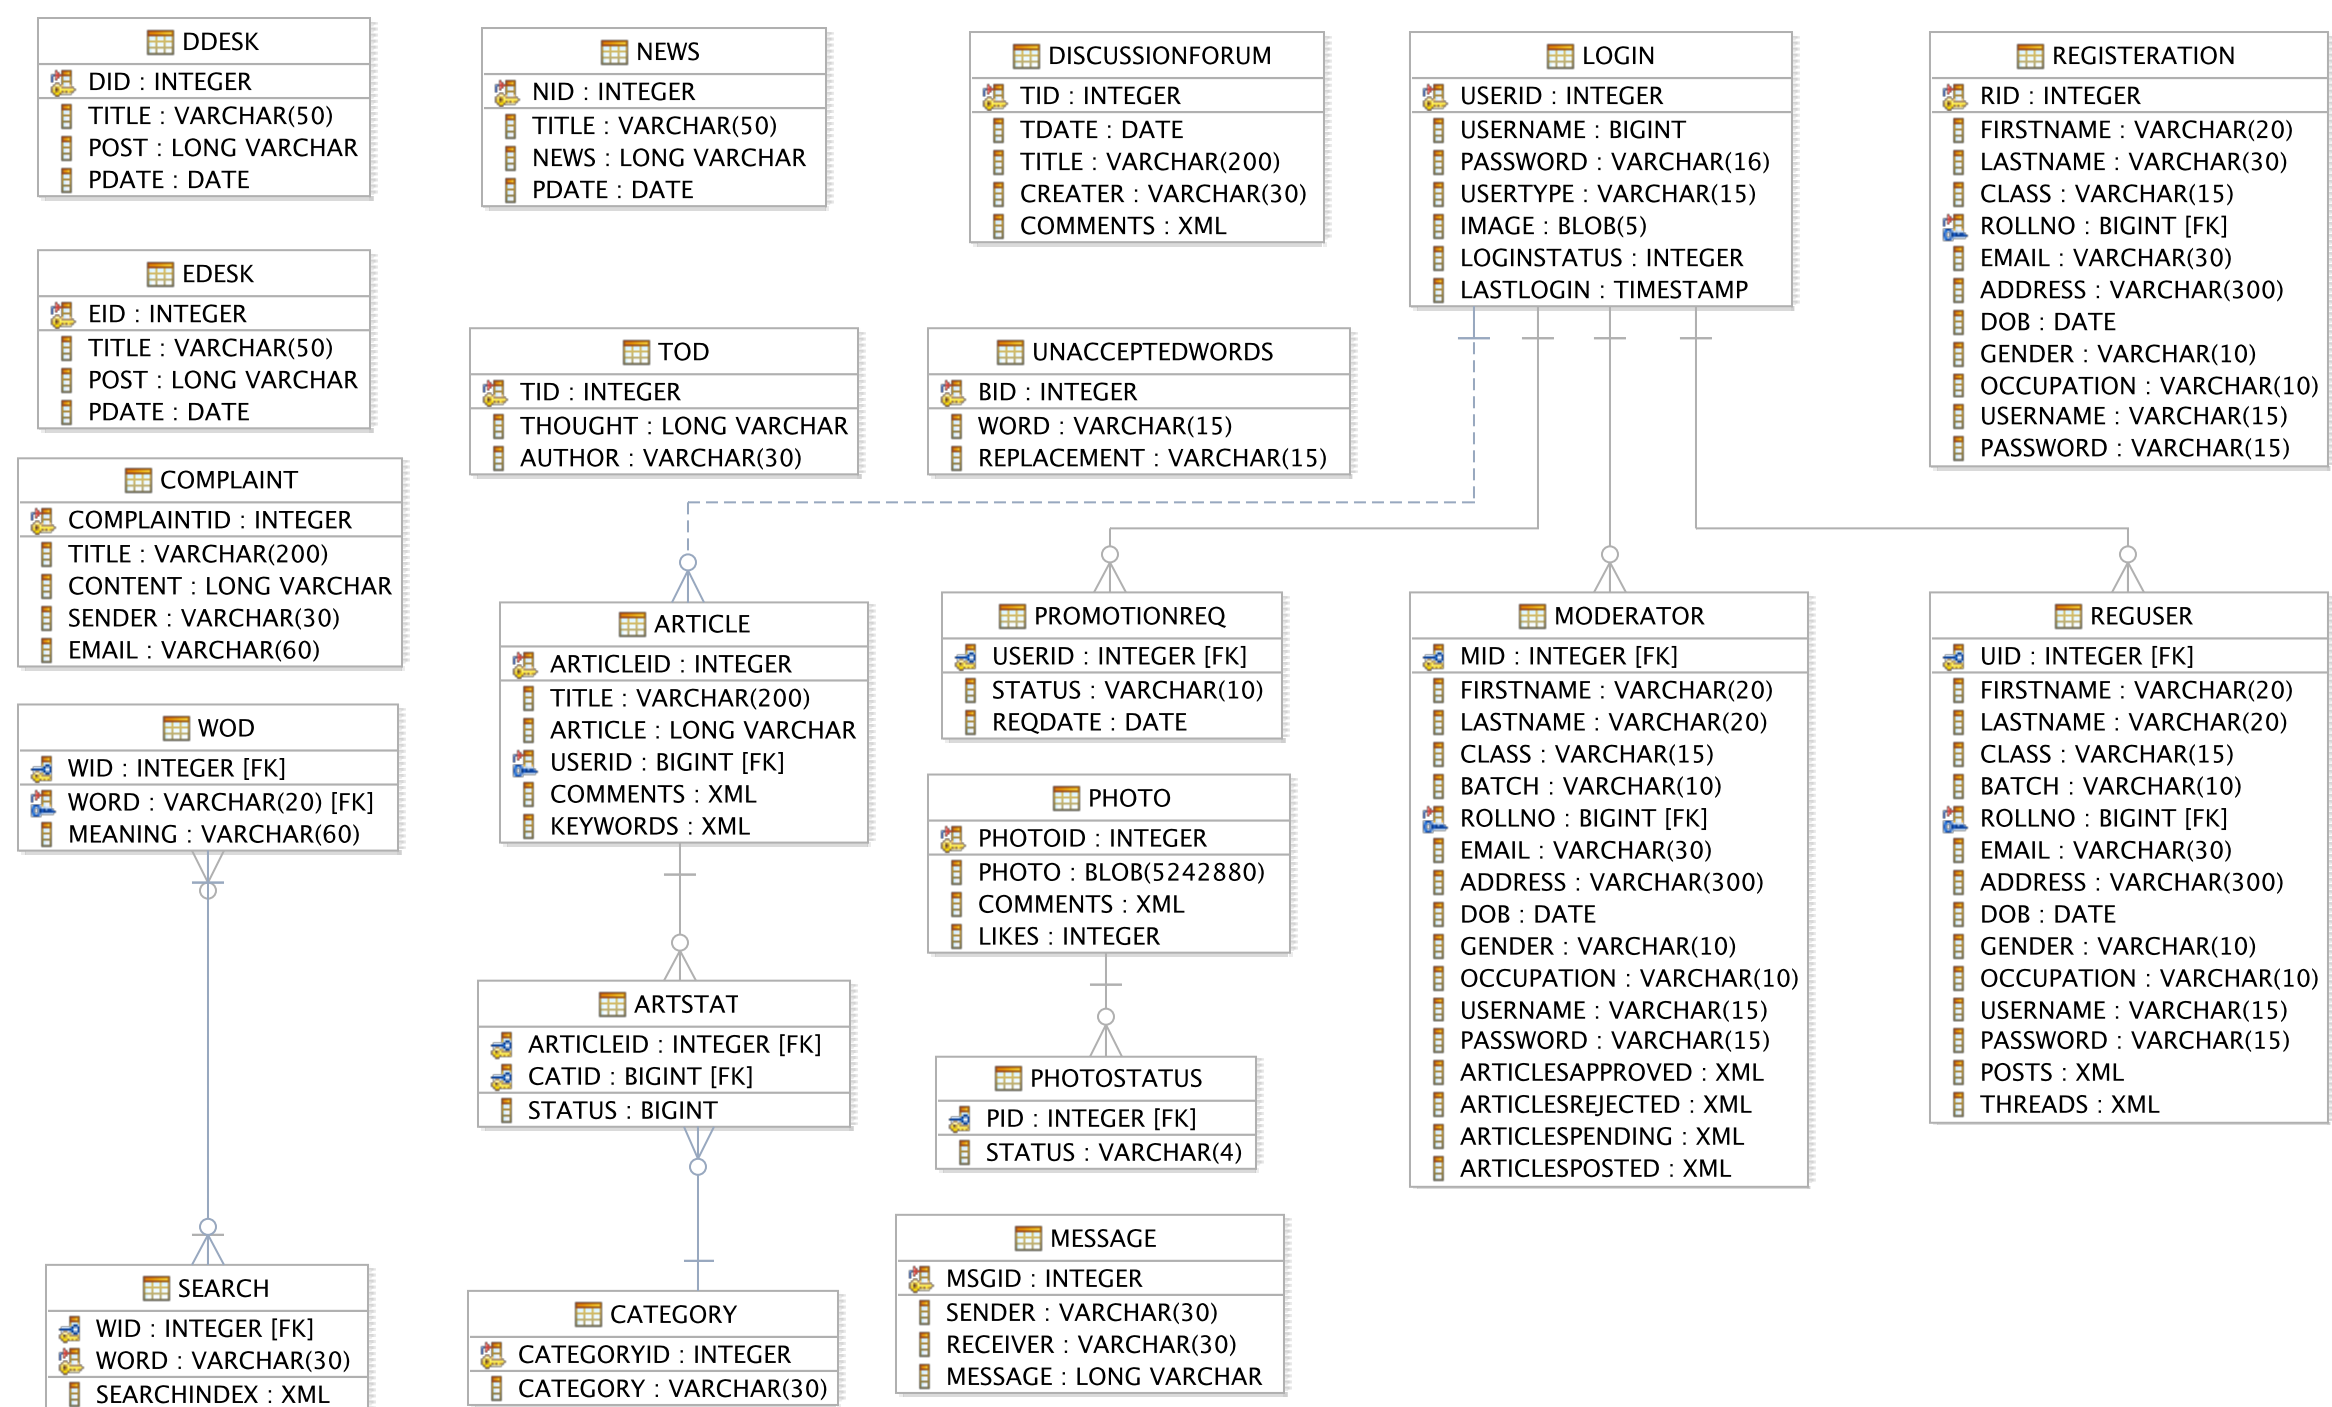 DDESK
DID : INTEGER
TITLE : VARCHAR(50)
POST : LONG VARCHAR
PDATE : DATE
NEWS
NID : INTEGER
TITLE : VARCHAR(50)
NEWS : LONG VARCHAR
PDATE : DATE
DISCUSSIONFORUM
TID : INTEGER
TDATE : DATE
TITLE : VARCHAR(200)
CREATER : VARCHAR(30)
COMMENTS : XML
LOGIN
USERID : INTEGER
USERNAME : BIGINT
PASSWORD : VARCHAR(16)
USERTYPE : VARCHAR(15)
IMAGE : BLOB(5)
LOGINSTATUS : INTEGER
LASTLOGIN : TIMESTAMP
REGISTERATION
RID : INTEGER
FIRSTNAME : VARCHAR(20)
LASTNAME : VARCHAR(30)
CLASS : VARCHAR(15)
ROLLNO : BIGINT [FK]
EMAIL : VARCHAR(30)
ADDRESS : VARCHAR(300)
DOB : DATE
GENDER : VARCHAR(10)
OCCUPATION : VARCHAR(10)
USERNAME : VARCHAR(15)
PASSWORD : VARCHAR(15)
EDESK
EID : INTEGER
TITLE : VARCHAR(50)
POST : LONG VARCHAR
PDATE : DATE
TOD
TID : INTEGER
THOUGHT : LONG VARCHAR
AUTHOR : VARCHAR(30)
UNACCEPTEDWORDS
BID : INTEGER
WORD : VARCHAR(15)
REPLACEMENT : VARCHAR(15)
COMPLAINT
COMPLAINTID : INTEGER
TITLE : VARCHAR(200)
CONTENT : LONG VARCHAR
SENDER : VARCHAR(30)
EMAIL : VARCHAR(60)
ARTICLE
ARTICLEID : INTEGER
TITLE : VARCHAR(200)
ARTICLE : LONG VARCHAR
USERID : BIGINT [FK]
COMMENTS : XML
KEYWORDS : XML
PROMOTIONREQ
USERID : INTEGER [FK]
STATUS : VARCHAR(10)
REQDATE : DATE
MODERATOR
MID : INTEGER [FK]
FIRSTNAME : VARCHAR(20)
LASTNAME : VARCHAR(20)
CLASS : VARCHAR(15)
BATCH : VARCHAR(10)
ROLLNO : BIGINT [FK]
EMAIL : VARCHAR(30)
ADDRESS : VARCHAR(300)
DOB : DATE
GENDER : VARCHAR(10)
OCCUPATION : VARCHAR(10)
USERNAME : VARCHAR(15)
PASSWORD : VARCHAR(15)
ARTICLESAPPROVED : XML
ARTICLESREJECTED : XML
ARTICLESPENDING : XML
ARTICLESPOSTED : XML
REGUSER
UID : INTEGER [FK]
FIRSTNAME : VARCHAR(20)
LASTNAME : VARCHAR(20)
CLASS : VARCHAR(15)
BATCH : VARCHAR(10)
ROLLNO : BIGINT [FK]
EMAIL : VARCHAR(30)
ADDRESS : VARCHAR(300)
DOB : DATE
GENDER : VARCHAR(10)
OCCUPATION : VARCHAR(10)
USERNAME : VARCHAR(15)
PASSWORD : VARCHAR(15)
POSTS : XML
THREADS : XML
WOD
WID : INTEGER [FK]
WORD : VARCHAR(20) [FK]
MEANING : VARCHAR(60)
PHOTO
PHOTOID : INTEGER
PHOTO : BLOB(5242880)
COMMENTS : XML
LIKES : INTEGER
ARTSTAT
ARTICLEID : INTEGER [FK]
CATID : BIGINT [FK]
STATUS : BIGINT
PHOTOSTATUS
PID : INTEGER [FK]
STATUS : VARCHAR(4)
SEARCH
WID : INTEGER [FK]
WORD : VARCHAR(30)
SEARCHINDEX : XML
CATEGORY
CATEGORYID : INTEGER
CATEGORY : VARCHAR(30)
MESSAGE
MSGID : INTEGER
SENDER : VARCHAR(30)
RECEIVER : VARCHAR(30)
MESSAGE : LONG VARCHAR